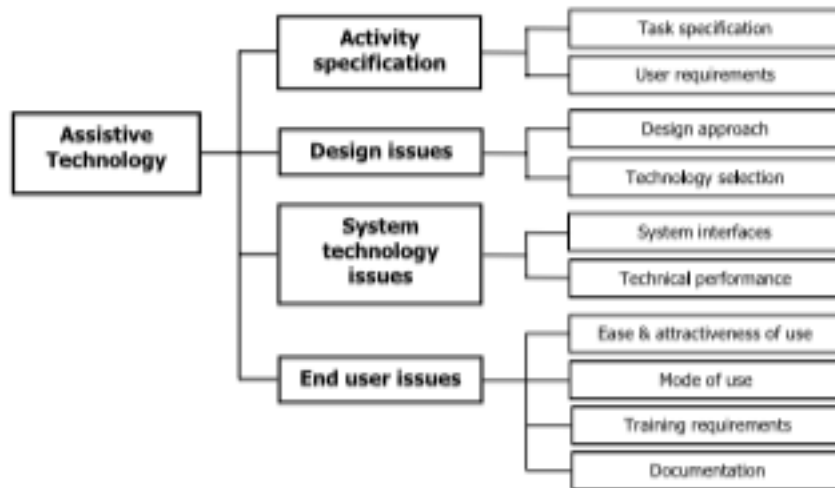 Activity
specification
Task specification
User requirements
Assistive
Technology
Design issues
Design approach
Technology selection
System
technology
issues
System interfaces
Technical performance
End user issues
Ease & attractiveness of use
Mode of use
Training requirements
Documentation